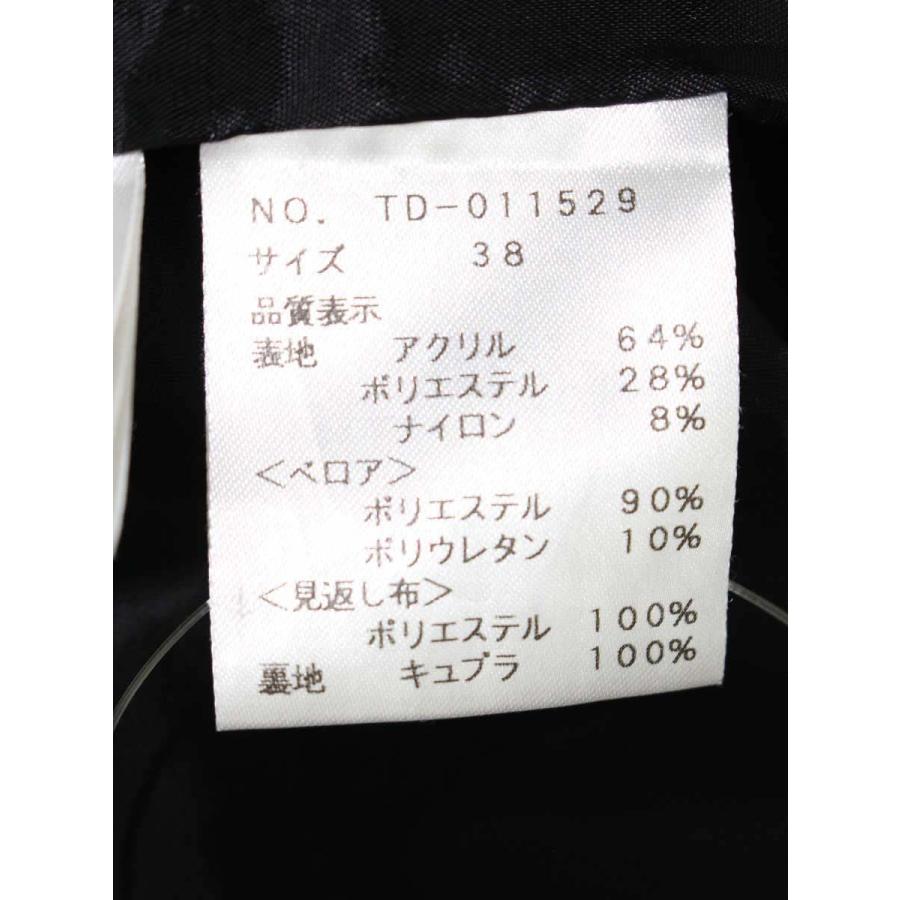 NO. TD-011529
サイズ 38
品質表示
表地 アクリル 64%
ポリエステル 28%
ナイロン 8%
<ベロア>
ポリエステル 90%
ポリウレタン 10%
<見返し布>
ポリエステル 100%
裏地 キュプラ 100%